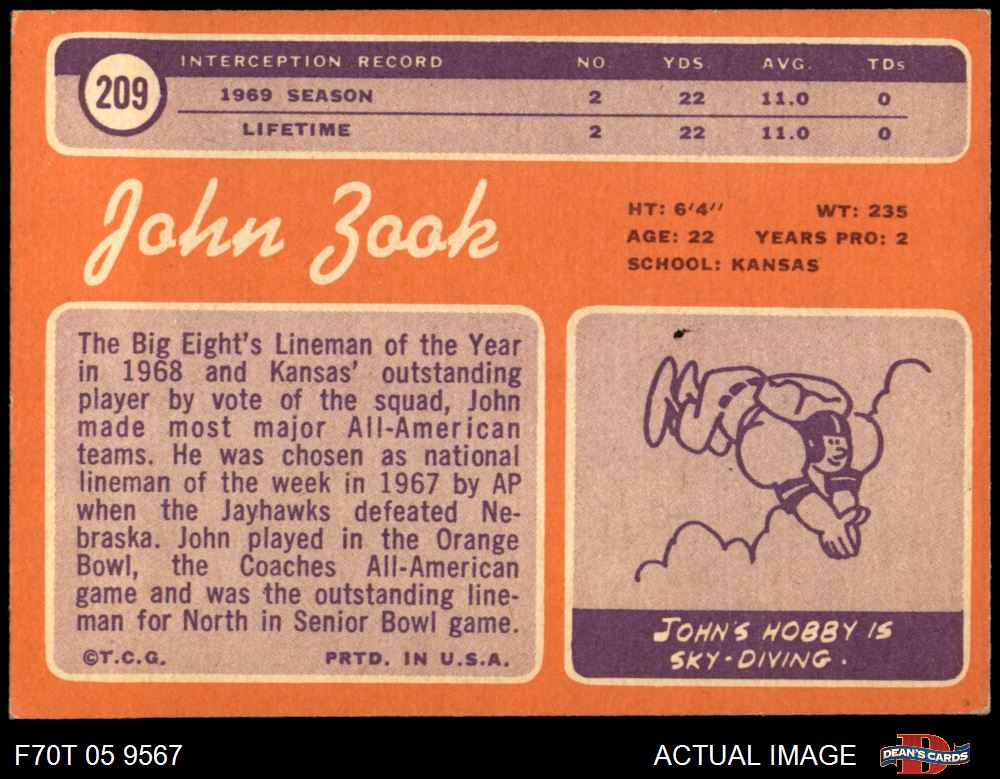 209
INTERCEPTION RECORD NO. YDS. AVG. TDs
1969 SEASON 2 22 11.0 0
LIFETIME 2 22 11.0 0
John Zook
HT: 6'4'' WT: 235
AGE: 22 YEARS PRO: 2
SCHOOL: KANSAS
The Big Eight's Lineman of the Year
in 1968 and Kansas' outstanding
player by vote of the squad, John
made most major All-American
teams. He was chosen as national
lineman of the week in 1967 by AP
when the Jayhawks defeated Ne-
braska. John played in the Orange
Bowl, the Coaches All-American
game and was the outstanding line-
man for North in Senior Bowl game.
©T.C.G. PRTD. IN U.S.A.
JOHN'S HOBBY IS
SKY-DIVING.
F70T 05 9567 ACTUAL IMAGE DEAN'S CARDS